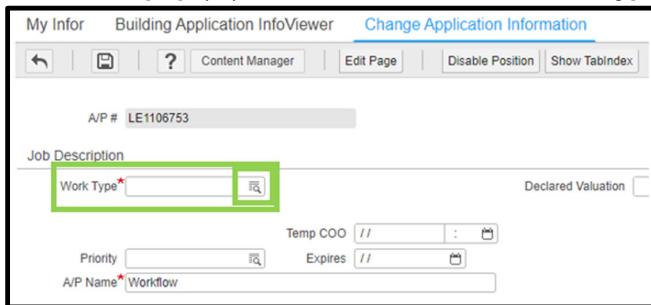 My Infor Building Application InfoViewer Change Application Information
? Content Manager Edit Page Disable Position Show TabIndex
A/P # LE1106753
Job Description
Work Type* Declared Valuation
Temp COO / / :
Priority Expires / /
A/P Name* Workflow